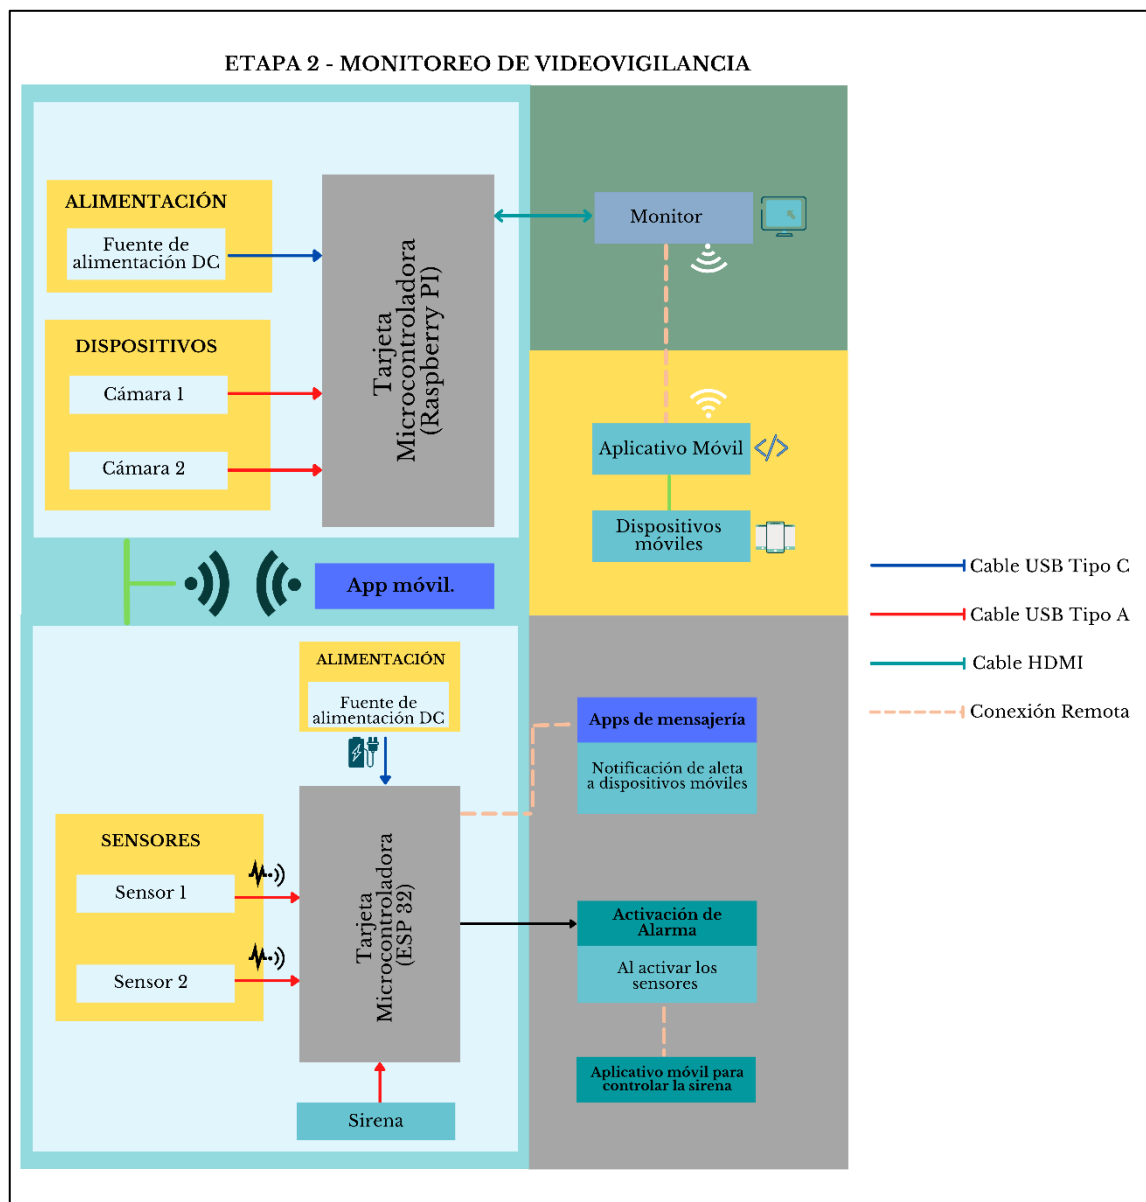 ETAPA 2 - MONITOREO DE VIDEOVIGILANCIA
ALIMENTACIÓN
Fuente de
alimentación DC
DISPOSITIVOS
Cámara 1
Cámara 2
Tarjeta
Microcontroladora
(Raspberry PI)
Monitor
Aplicativo Móvil
</>
Dispositivos
móviles
App móvil.
Cable USB Tipo C
Cable USB Tipo A
Cable HDMI
Conexión Remota
ALIMENTACIÓN
Fuente de
alimentación DC
SENSORES
Sensor 1
Sensor 2
Tarjeta
Microcontroladora
(ESP 32)
Sirena
Apps de mensajería
Notificación de aleta
a dispositivos móviles
Activación de
Alarma
Al activar los
sensores
Aplicativo móvil para
controlar la sirena